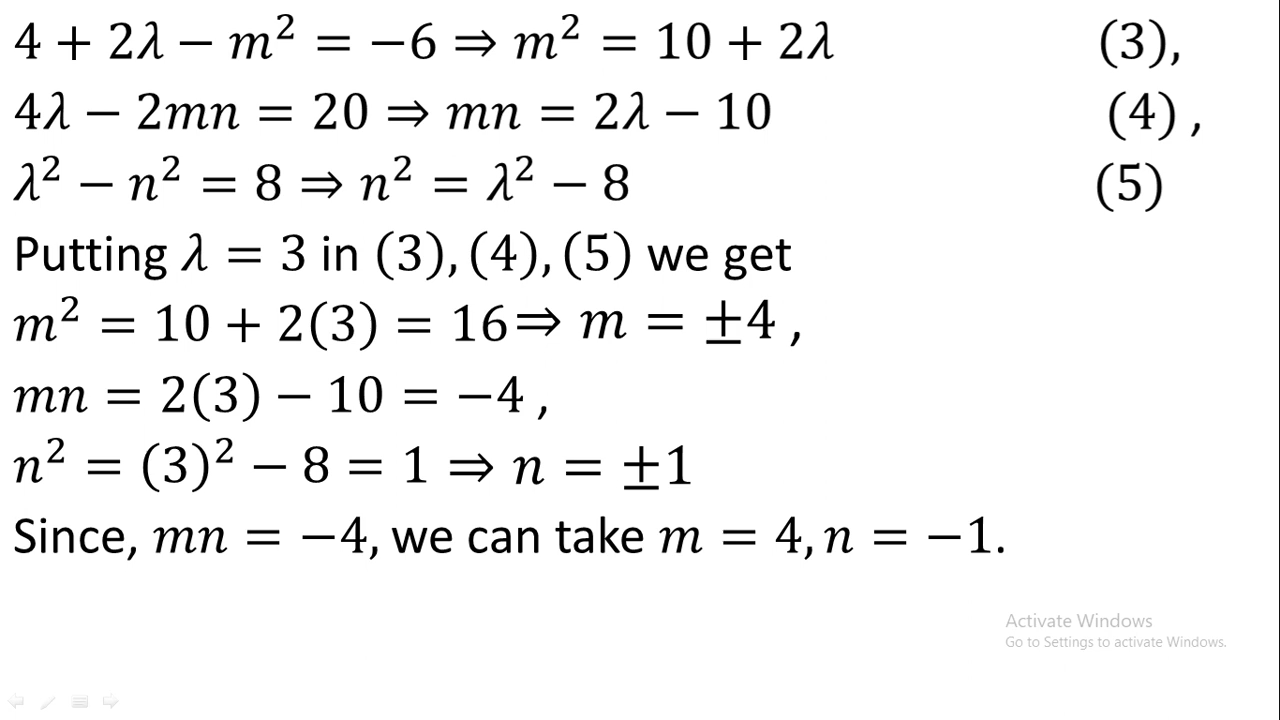 4 + 2λ − m² = −6 ⇒ m² = 10 + 2λ (3),
4λ − 2mn = 20 ⇒ mn = 2λ − 10 (4) ,
λ² − n² = 8 ⇒ n² = λ² − 8 (5)
Putting λ = 3 in (3), (4), (5) we get
m² = 10 + 2(3) = 16 ⇒ m = ±4 ,
mn = 2(3) − 10 = −4 ,
n² = (3)² − 8 = 1 ⇒ n = ±1
Since, mn = −4, we can take m = 4, n = −1.
Activate Windows
Go to Settings to activate Windows.